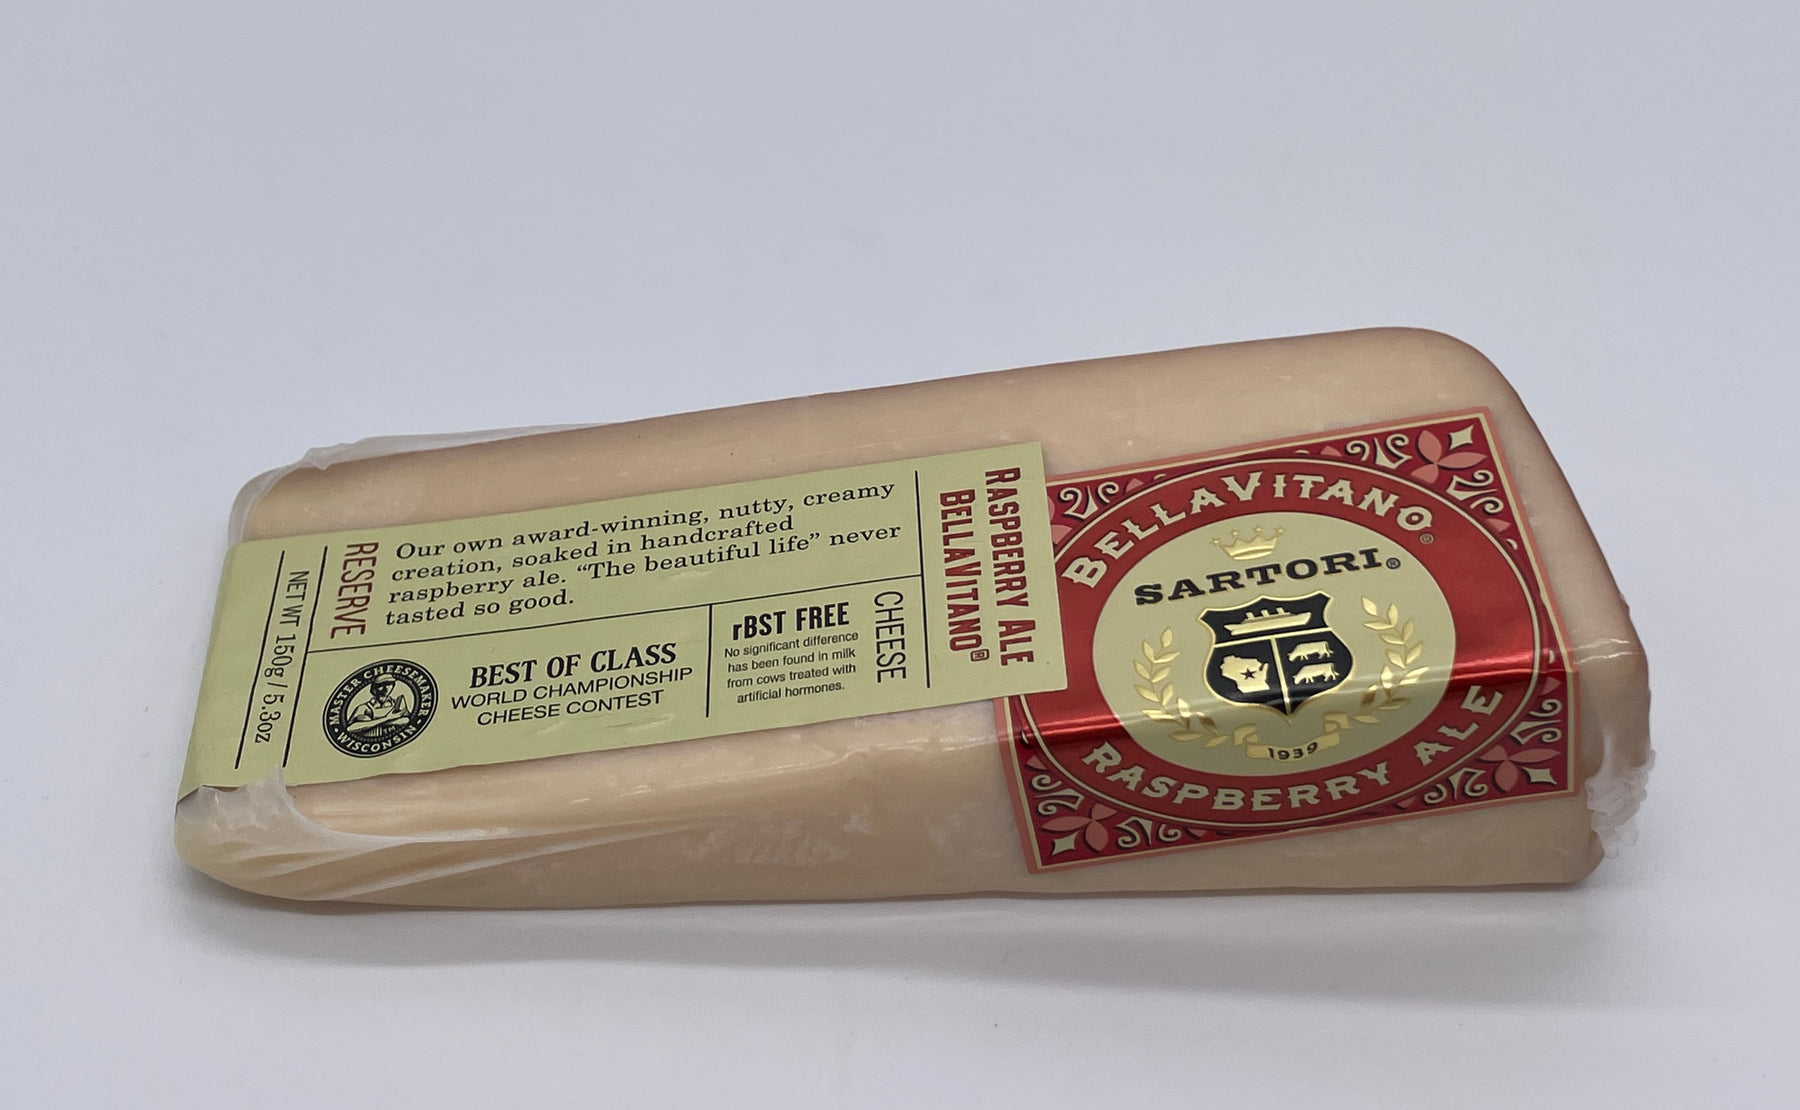 RESERVE
NET WT 150g / 5.3oz
Our own award-winning, nutty, creamy
creation, soaked in handcrafted
raspberry ale. “The beautiful life” never
tasted so good.
MASTER CHEESEMAKER
WISCONSIN
TM
BEST OF CLASS
WORLD CHAMPIONSHIP
CHEESE CONTEST
rBST FREE
No significant difference
has been found in milk
from cows treated with
artificial hormones.
CHEESE
RASPBERRY ALE
BELLAVITANO®
BELLAVITANO®
SARTORI®
1939
RASPBERRY ALE